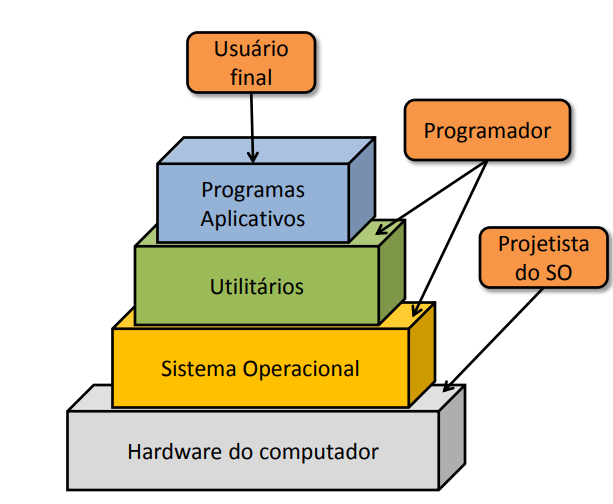 Usuário
final
Programador
Programas
Aplicativos
Projetista
do SO
Utilitários
Sistema Operacional
Hardware do computador